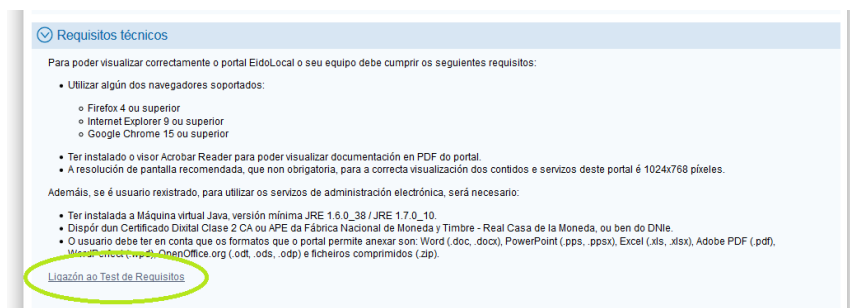 Requisitos técnicos
Para poder visualizar correctamente o portal EidoLocal o seu equipo debe cumprir os seguientes requisitos:
Utilizar algún dos navegadores soportados:
Firefox 4 ou superior
Internet Explorer 9 ou superior
Google Chrome 15 ou superior
Ter instalado o visor Acrobar Reader para poder visualizar documentación en PDF do portal.
A resolución de pantalla recomendada, que non obrigatoria, para a correcta visualización dos contidos e servizos deste portal é 1024x768 píxeles.
Ademáis, se é usuario rexistrado, para utilizar os servizos de administración electrónica, será necesario:
Ter instalada a Máquina virtual Java, versión mínima JRE 1.6.0_38 / JRE 1.7.0_10.
Dispór dun Certificado Dixital Clase 2 CA ou APE da Fábrica Nacional de Moneda y Timbre - Real Casa de la Moneda, ou ben do DNIe.
O usuario debe ter en conta que os formatos que o portal permite anexar son: Word (.doc, .docx), PowerPoint (.pps, .ppsx), Excel (.xls, .xlsx), Adobe PDF (.pdf),
WordPerfect (.wpd), OpenOffice.org (.odt, .ods, .odp) e ficheiros comprimidos (.zip).
Ligazón ao Test de Requisitos